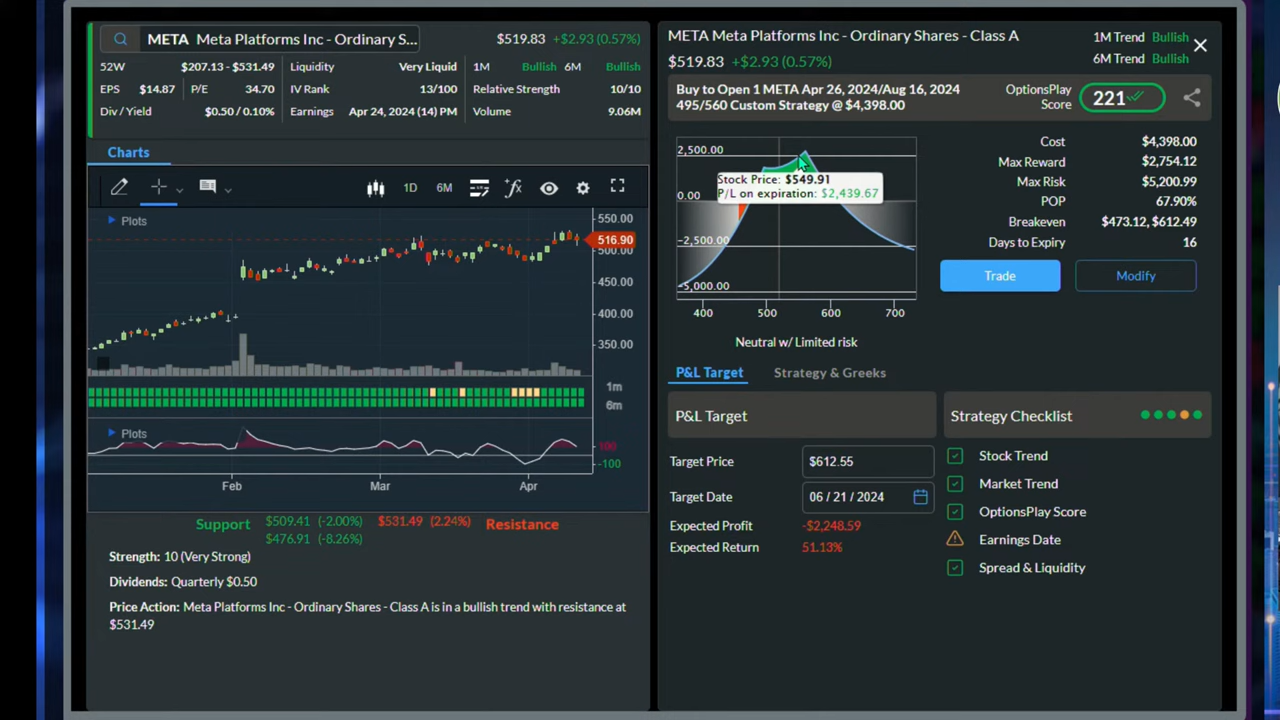 META Meta Platforms Inc - Ordinary S...
$519.83 +$2.93 (0.57%)
52W $207.13 - $531.49 Liquidity Very Liquid 1M Bullish 6M Bullish
EPS $14.87 P/E 34.70 IV Rank 13/100 Relative Strength 10/10
Div / Yield $0.50 / 0.10% Earnings Apr 24, 2024 (14) PM Volume 9.06M
Charts
1D 6M
Plots
550.00
516.90
500.00
450.00
400.00
350.00
1m
6m
Plots
100
-100
Feb Mar Apr
Support $509.41 (-2.00%) $531.49 (2.24%) Resistance
$476.91 (-8.26%)
Strength: 10 (Very Strong)
Dividends: Quarterly $0.50
Price Action: Meta Platforms Inc - Ordinary Shares - Class A is in a bullish trend with resistance at
$531.49
META Meta Platforms Inc - Ordinary Shares - Class A
1M Trend Bullish
$519.83 +$2.93 (0.57%)
6M Trend Bullish
Buy to Open 1 META Apr 26, 2024/Aug 16, 2024
495/560 Custom Strategy @ $4,398.00
OptionsPlay
Score
221
2,500.00
Stock Price: $549.91
P/L on expiration: $2,439.67
0.00
-2,500.00
-5,000.00
400 500 600 700
Neutral w/ Limited risk
Cost $4,398.00
Max Reward $2,754.12
Max Risk $5,200.99
POP 67.90%
Breakeven $473.12, $612.49
Days to Expiry 16
Trade Modify
P&L Target Strategy & Greeks
P&L Target
Target Price $612.55
Target Date 06 / 21 / 2024
Expected Profit -$2,248.59
Expected Return 51.13%
Strategy Checklist
Stock Trend
Market Trend
OptionsPlay Score
Earnings Date
Spread & Liquidity